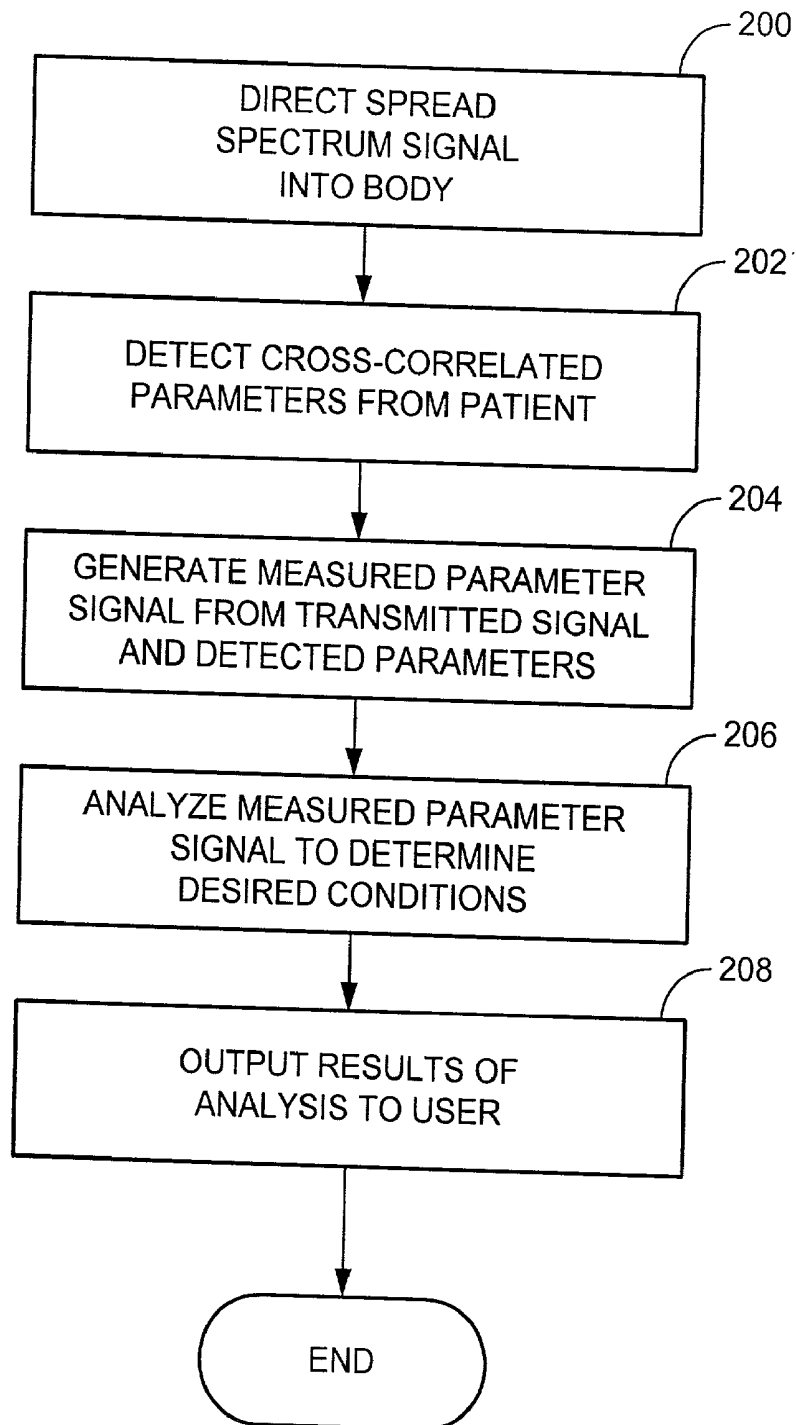 200
DIRECT SPREAD
SPECTRUM SIGNAL
INTO BODY
202
DETECT CROSS-CORRELATED
PARAMETERS FROM PATIENT
204
GENERATE MEASURED PARAMETER
SIGNAL FROM TRANSMITTED SIGNAL
AND DETECTED PARAMETERS
206
ANALYZE MEASURED PARAMETER
SIGNAL TO DETERMINE
DESIRED CONDITIONS
208
OUTPUT RESULTS OF
ANALYSIS TO USER
END